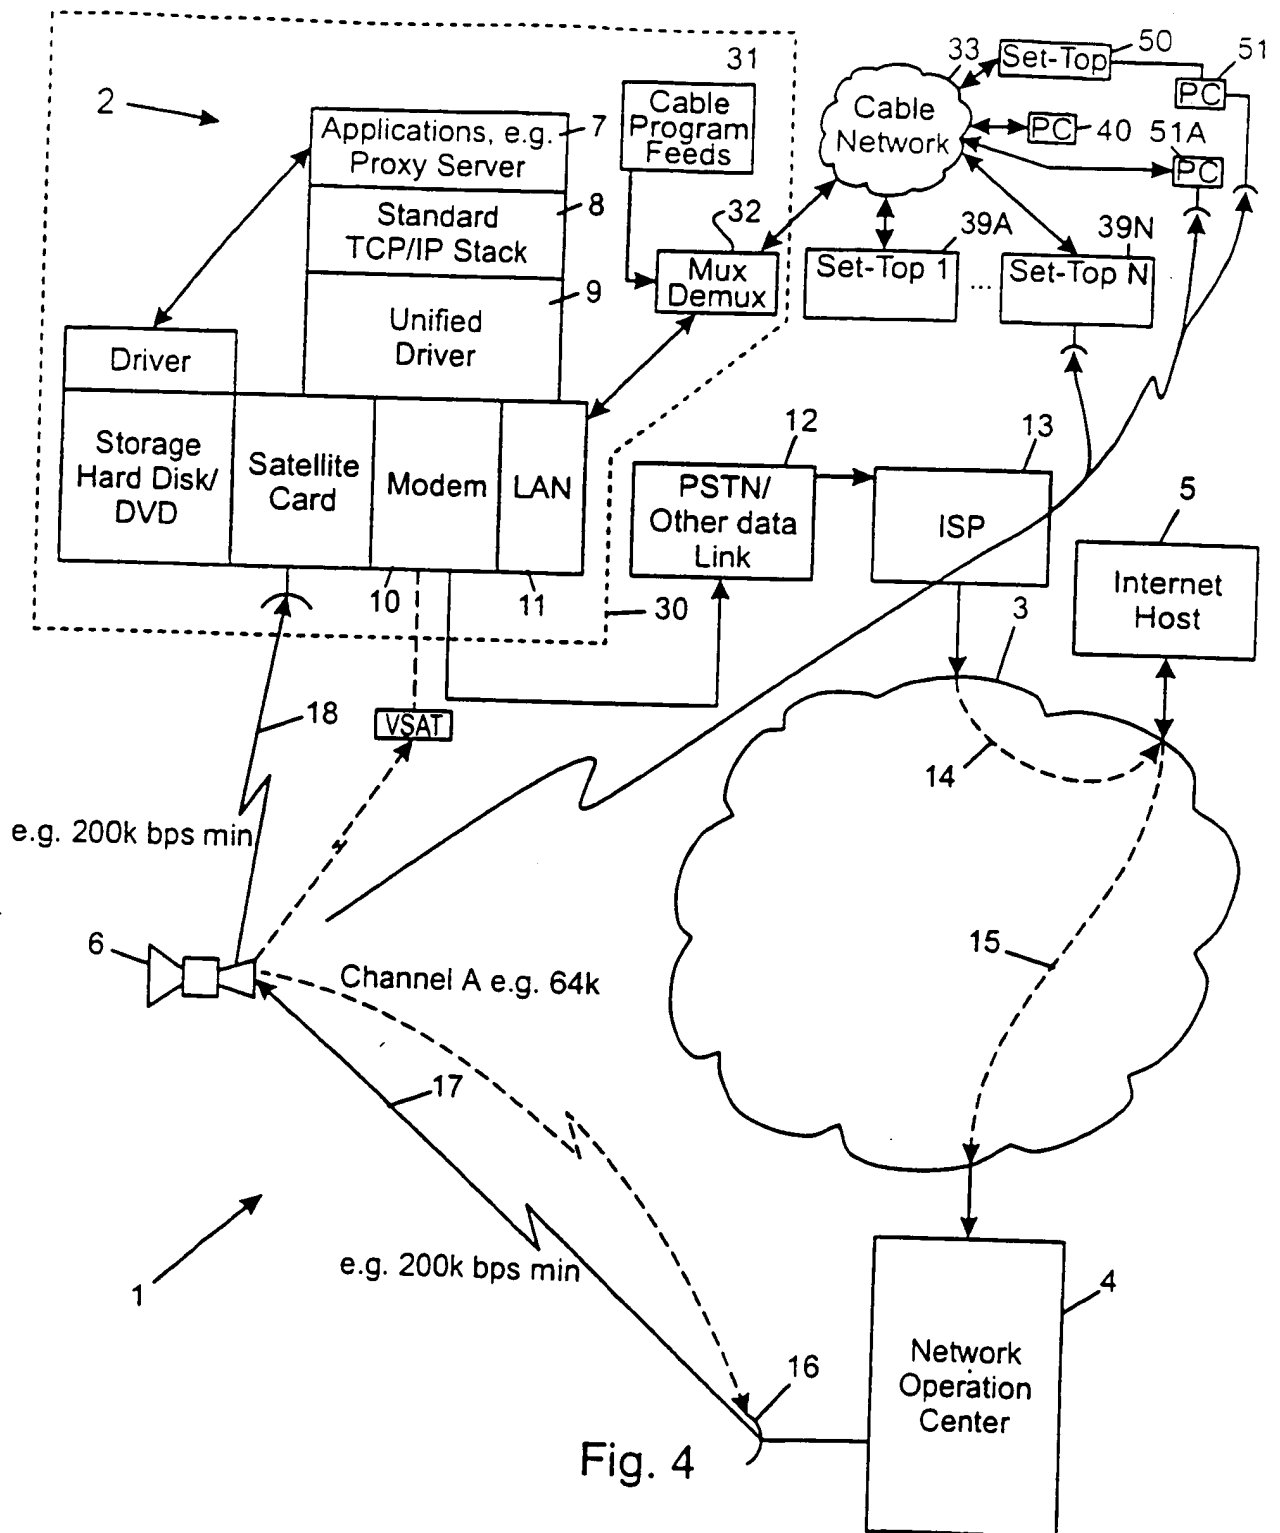 2
Applications, e.g.
Proxy Server
7
Standard
TCP/IP Stack
8
Unified
Driver
9
Driver
Storage
Hard Disk/
DVD
Satellite
Card
Modem
LAN
10
11
30
31
Cable
Program
Feeds
32
Mux
Demux
33
Cable
Network
Set-Top
50
51
PC
PC
40
51A
PC
39A
Set-Top 1
...
39N
Set-Top N
12
PSTN/
Other data
Link
13
ISP
5
Internet
Host
3
14
15
18
VSAT
e.g. 200k bps min
6
Channel A e.g. 64k
17
1
e.g. 200k bps min
16
4
Network
Operation
Center
Fig. 4